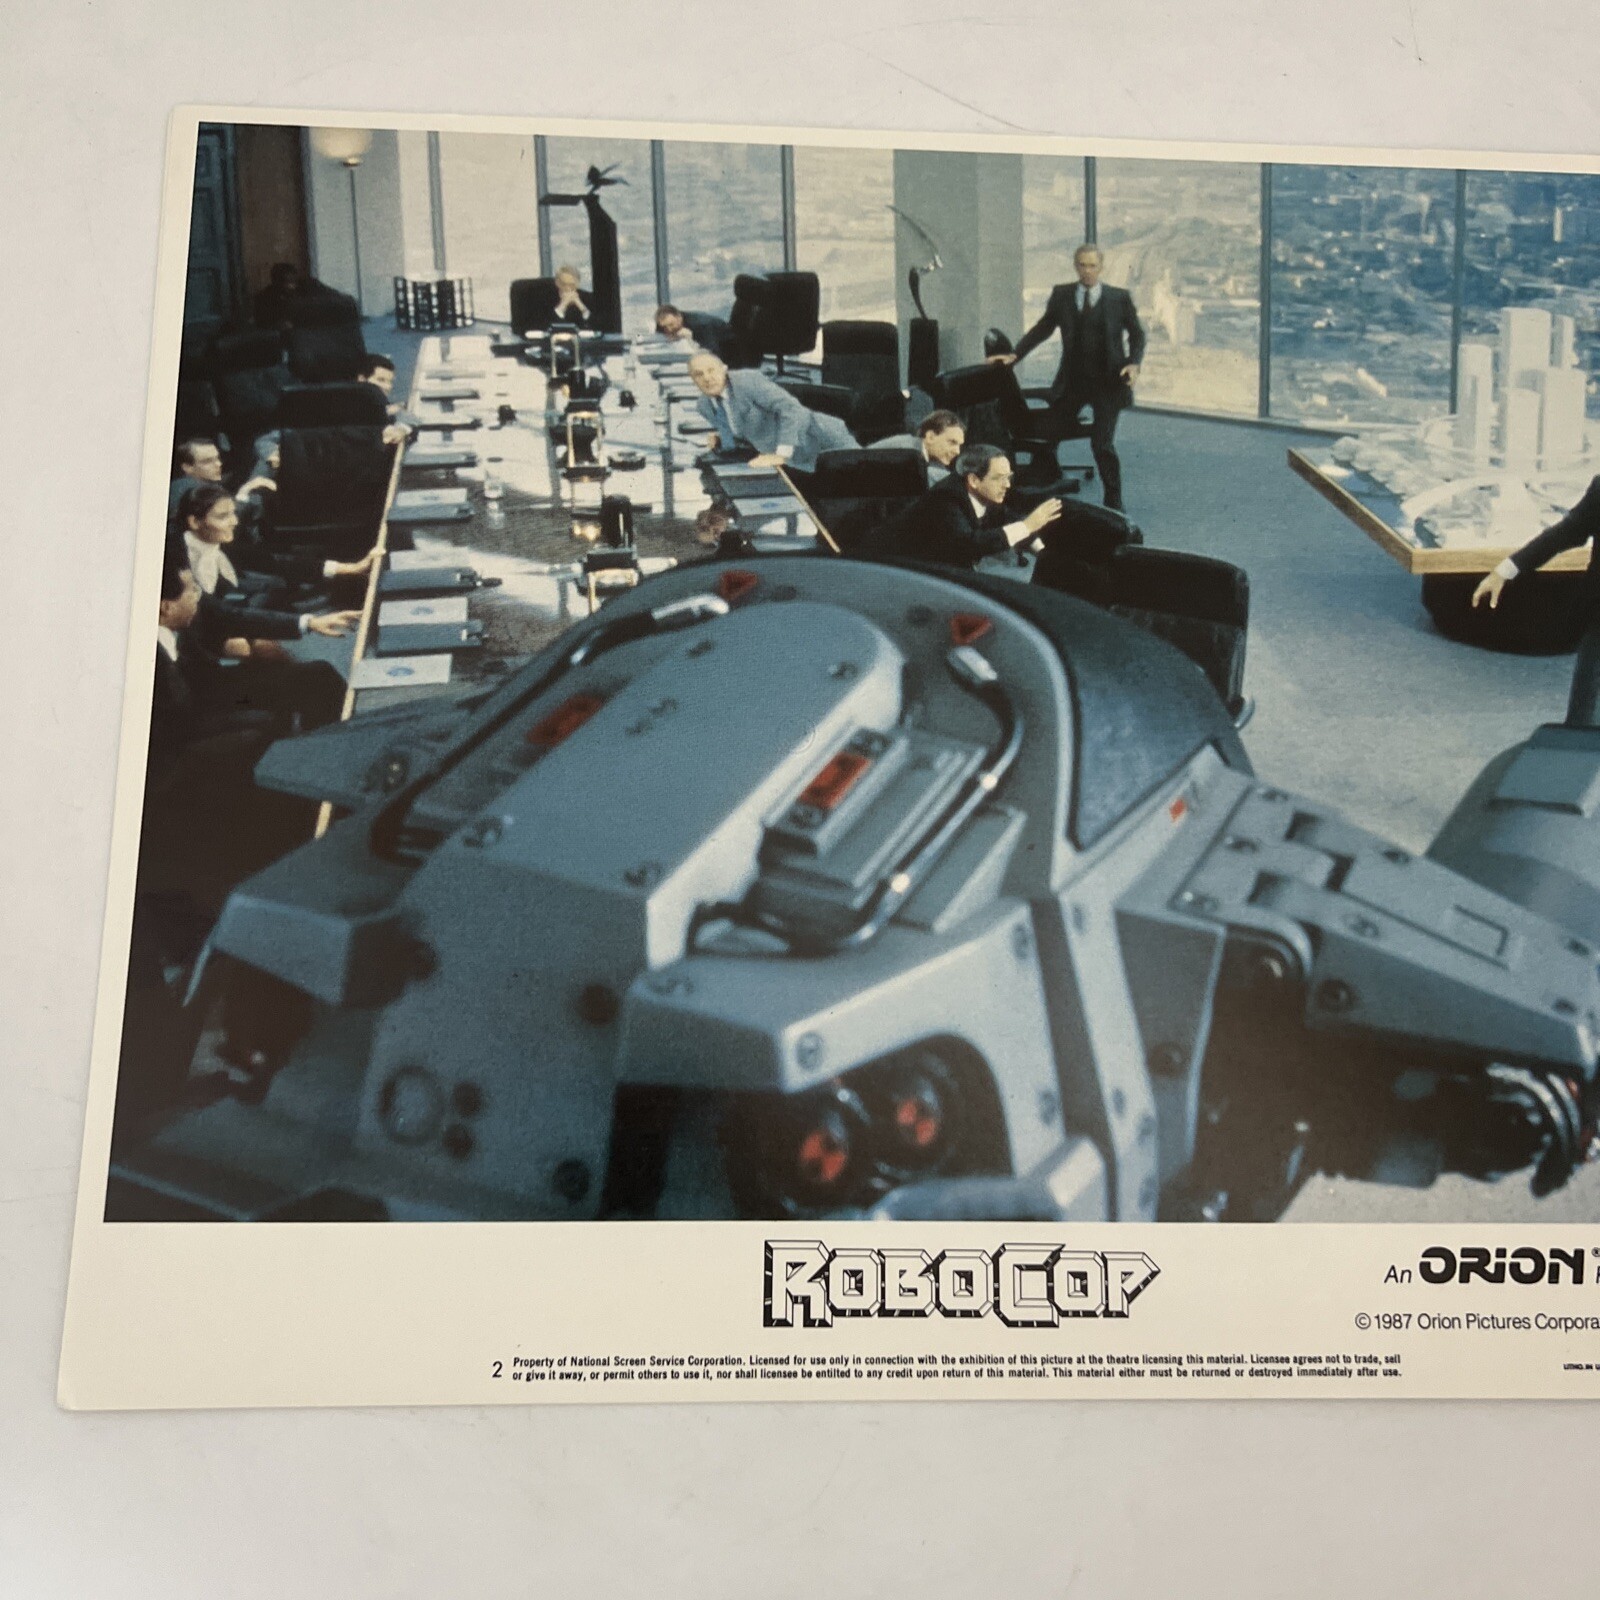 ROBOCOP
An ORION®
©1987 Orion Pictures Corpora
2 Property of National Screen Service Corporation. Licensed for use only in connection with the exhibition of this picture at the theatre licensing this material. Licensee agrees not to trade, sell
or give it away, or permit others to use it, nor shall licensee be entilted to any credit upon return of this material. This material either must be returned or destroyed immediately after use.